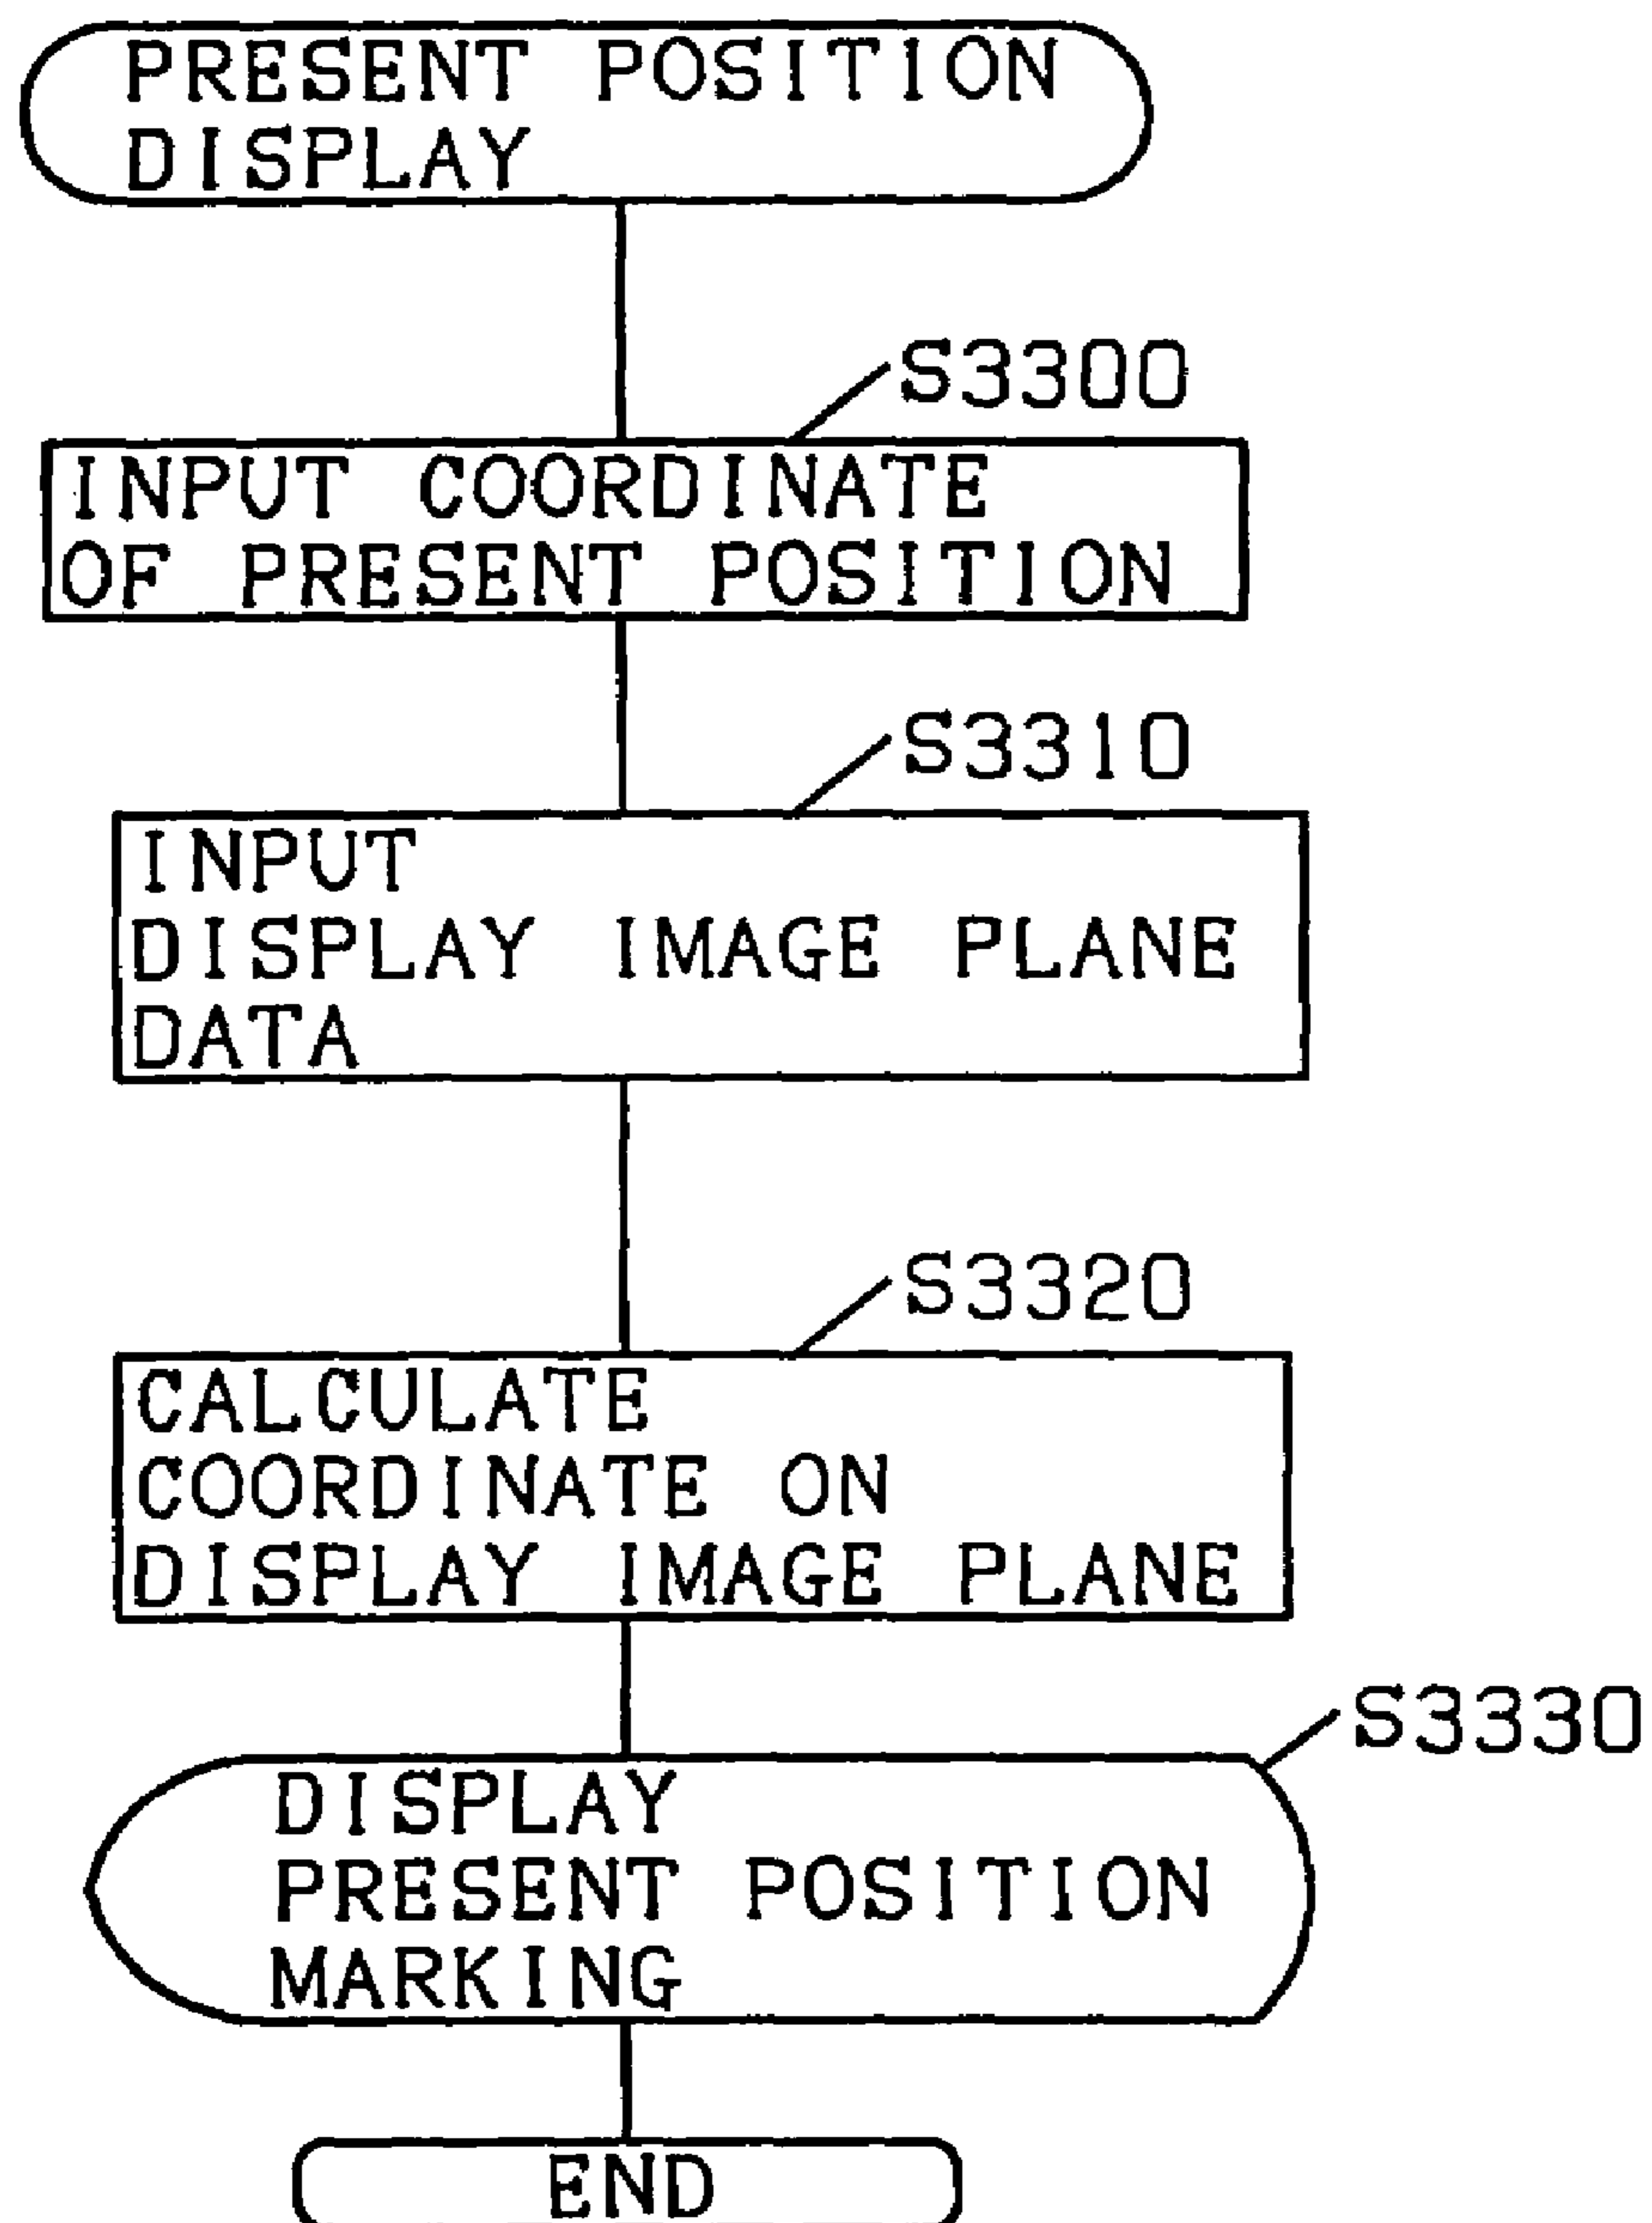 PRESENT POSITION
DISPLAY
S3300
INPUT COORDINATE
OF PRESENT POSITION
S3310
INPUT
DISPLAY IMAGE PLANE
DATA
S3320
CALCULATE
COORDINATE ON
DISPLAY IMAGE PLANE
S3330
DISPLAY
PRESENT POSITION
MARKING
END